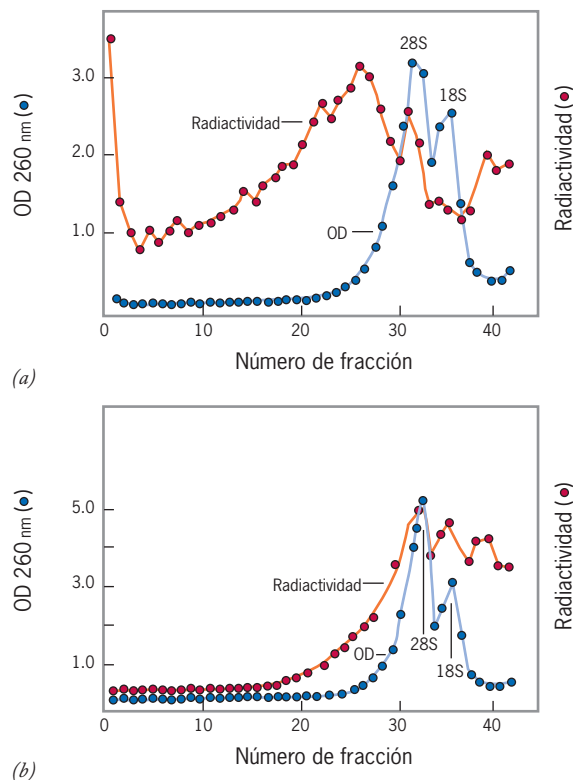 28S
3.0
18S
Radiactividad
OD 260 nm (●)
2.0
Radiactividad (●)
1.0
OD
0
10
20
30
40
Número de fracción
(a)
5.0
OD 260 nm (●)
3.0
Radiactividad (●)
Radiactividad
OD
28S
18S
1.0
0
10
20
30
40
Número de fracción
(b)